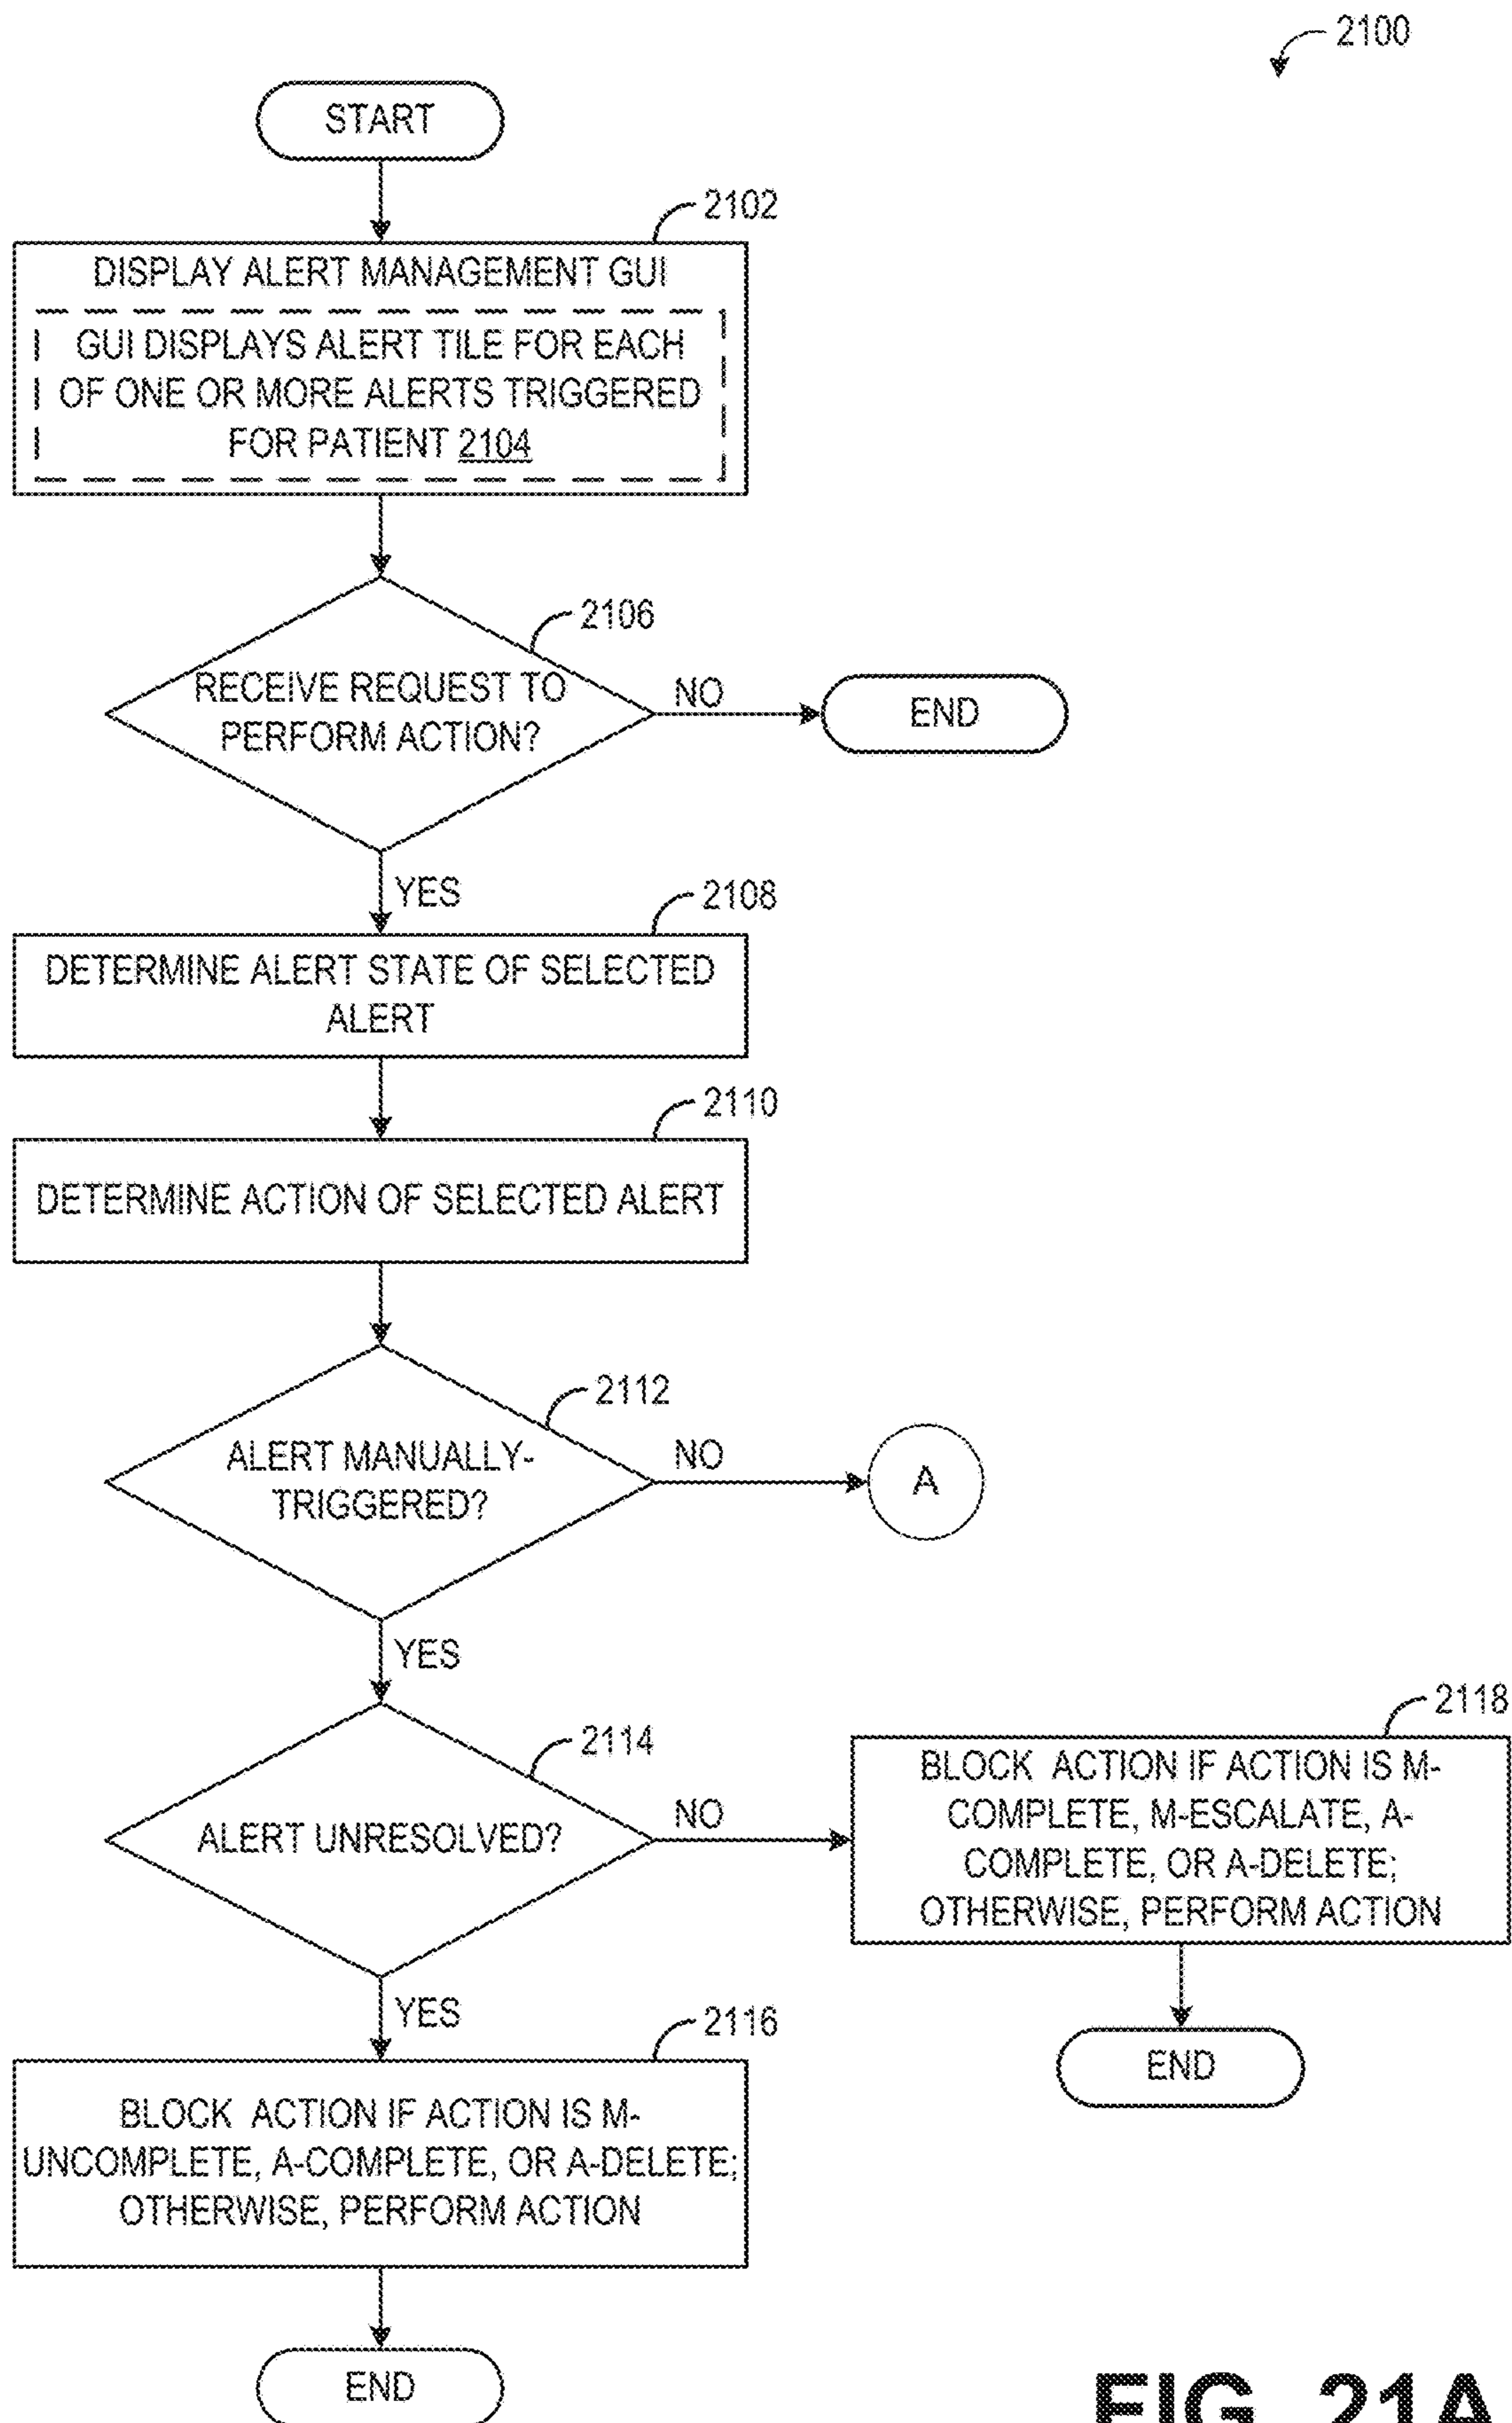 2100
START
2102
DISPLAY ALERT MANAGEMENT GUI
GUI DISPLAYS ALERT TILE FOR EACH
OF ONE OR MORE ALERTS TRIGGERED
FOR PATIENT 2104
2106
RECEIVE REQUEST TO
PERFORM ACTION?
NO
END
YES
2108
DETERMINE ALERT STATE OF SELECTED
ALERT
2110
DETERMINE ACTION OF SELECTED ALERT
2112
ALERT MANUALLY-
TRIGGERED?
NO
A
YES
2114
ALERT UNRESOLVED?
NO
2118
BLOCK ACTION IF ACTION IS M-
COMPLETE, M-ESCALATE, A-
COMPLETE, OR A-DELETE;
OTHERWISE, PERFORM ACTION
END
YES
2116
BLOCK ACTION IF ACTION IS M-
UNCOMPLETE, A-COMPLETE, OR A-DELETE;
OTHERWISE, PERFORM ACTION
END
FIG. 21A